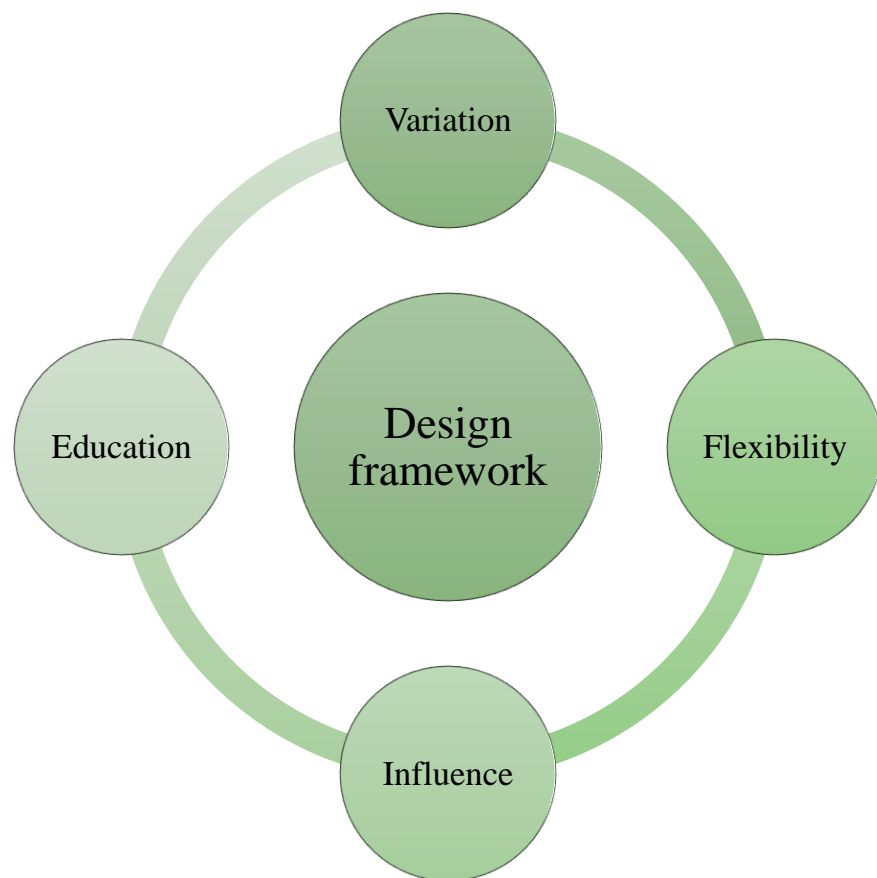 Variation
Education
Design
framework
Flexibility
Influence